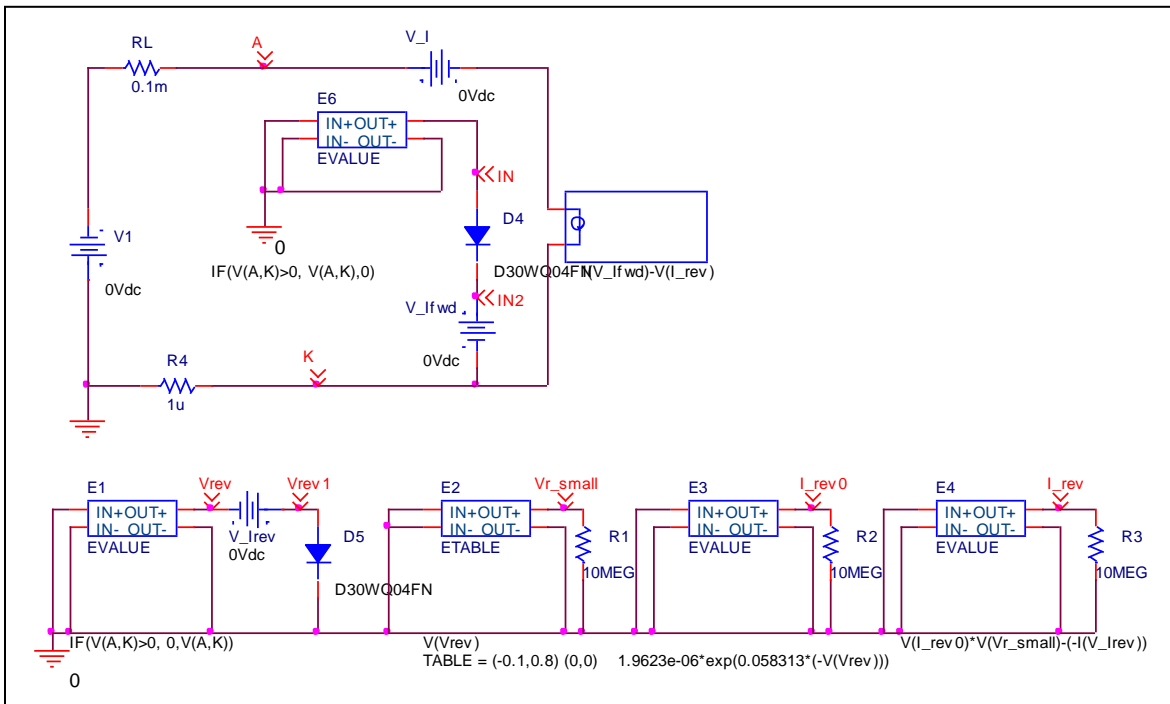 RL
0.1m
A
V_I
0Vdc
E6
IN+OUT+
IN- OUT-
EVALUE
IN
D4
V1
0Vdc
0
IF(V(A,K)>0, V(A,K),0)
D30WQ04FN
I(V_Ifwd)-V(I_rev)
IN2
V_Ifwd
0Vdc
K
R4
1u
E1
IN+OUT+
IN- OUT-
EVALUE
Vrev
V_Irev
0Vdc
Vrev1
D5
D30WQ04FN
E2
IN+OUT+
IN- OUT-
ETABLE
Vr_small
R1
10MEG
E3
IN+OUT+
IN- OUT-
EVALUE
I_rev0
R2
10MEG
E4
IN+OUT+
IN- OUT-
EVALUE
I_rev
R3
10MEG
IF(V(A,K)>0, 0,V(A,K))
0
V(Vrev)
TABLE = (-0.1,0.8) (0,0)
1.9623e-06*exp(0.058313*(-V(Vrev)))
V(I_rev0)*V(Vr_small)-(-I(V_Irev))